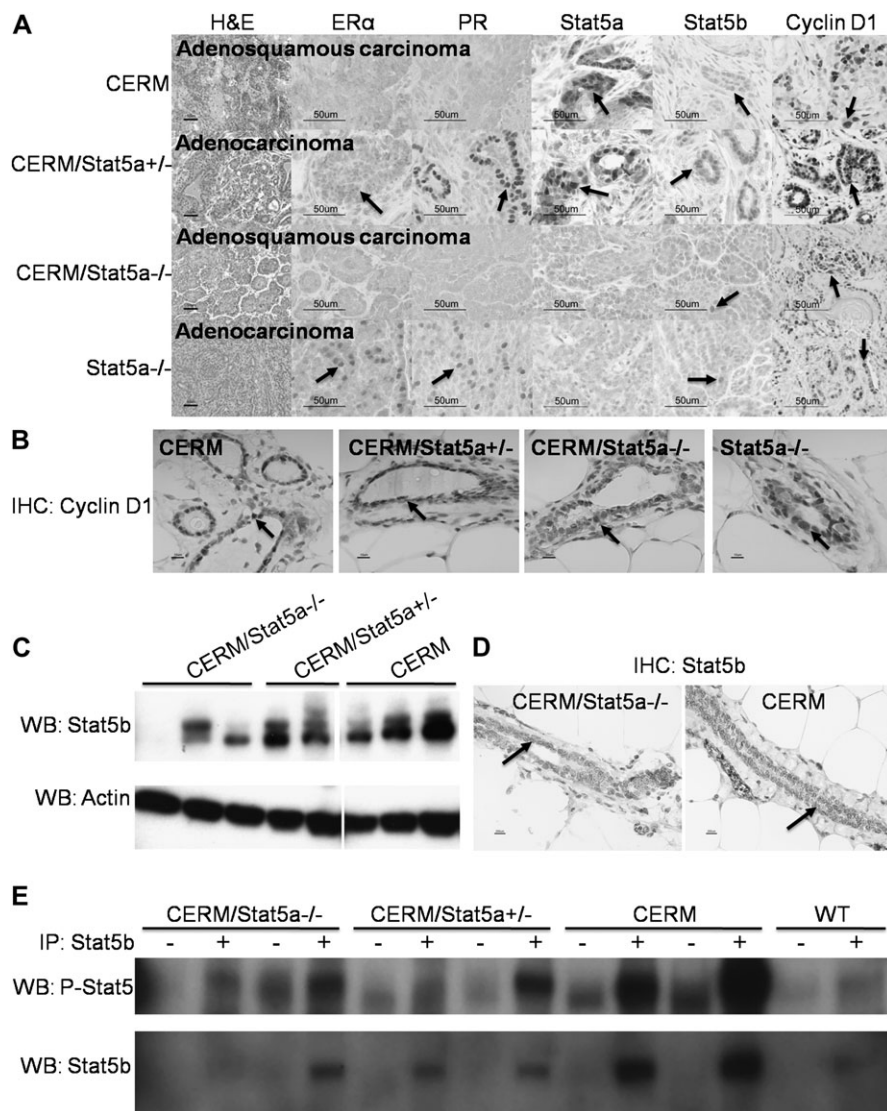 A
H&E ERα PR Stat5a Stat5b Cyclin D1
CERM
Adenosquamous carcinoma
50um 50um 50um 50um 50um
CERM/Stat5a+/-
Adenocarcinoma
50um 50um 50um 50um 50um
CERM/Stat5a-/-
Adenosquamous carcinoma
50um 50um 50um 50um 50um
Stat5a-/-
Adenocarcinoma
50um 50um 50um 50um 50um
B
CERM CERM/Stat5a+/- CERM/Stat5a-/- Stat5a-/-
IHC: Cyclin D1
C
CERM/Stat5a-/- CERM/Stat5a+/- CERM
WB: Stat5b
WB: Actin
D
IHC: Stat5b
CERM/Stat5a-/- CERM
E
CERM/Stat5a-/- CERM/Stat5a+/- CERM WT
IP: Stat5b - + - + - + - + - + - + - +
WB: P-Stat5
WB: Stat5b